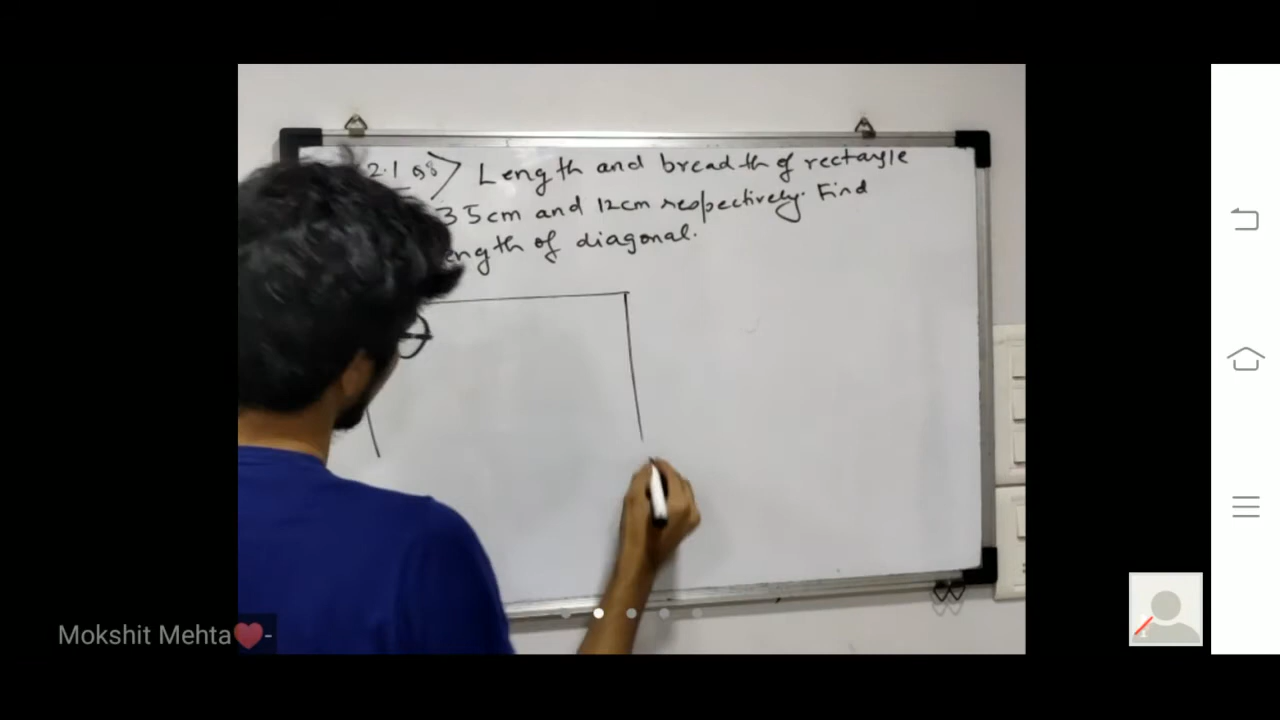 2.1 Q8> Length and breadth of rectangle
35cm and 12cm respectively. Find
ength of diagonal.
Mokshit Mehta❤-